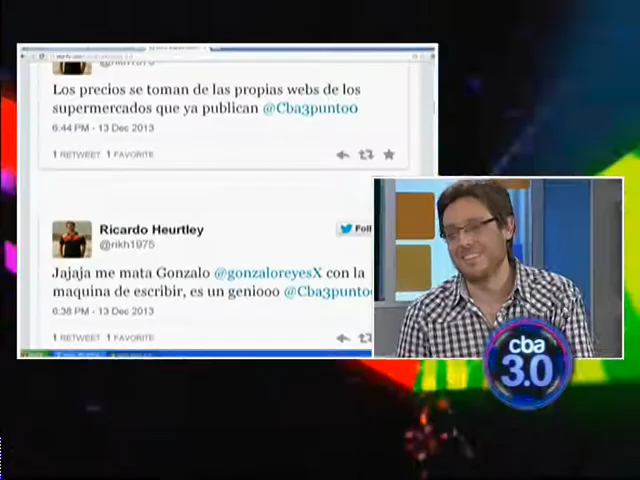 @rikh1975
Los precios se toman de las propias webs de los
supermercados que ya publican @Cba3punto0
6:44 PM - 13 Dec 2013
1 RETWEET 1 FAVORITE
Ricardo Heurtley
Foll
@rikh1975
Jajaja me mata Gonzalo @gonzaloreyesX con la
maquina de escribir, es un geniooo @Cba3punto
6:38 PM - 13 Dec 2013
1 RETWEET 1 FAVORITE
cba
3.0